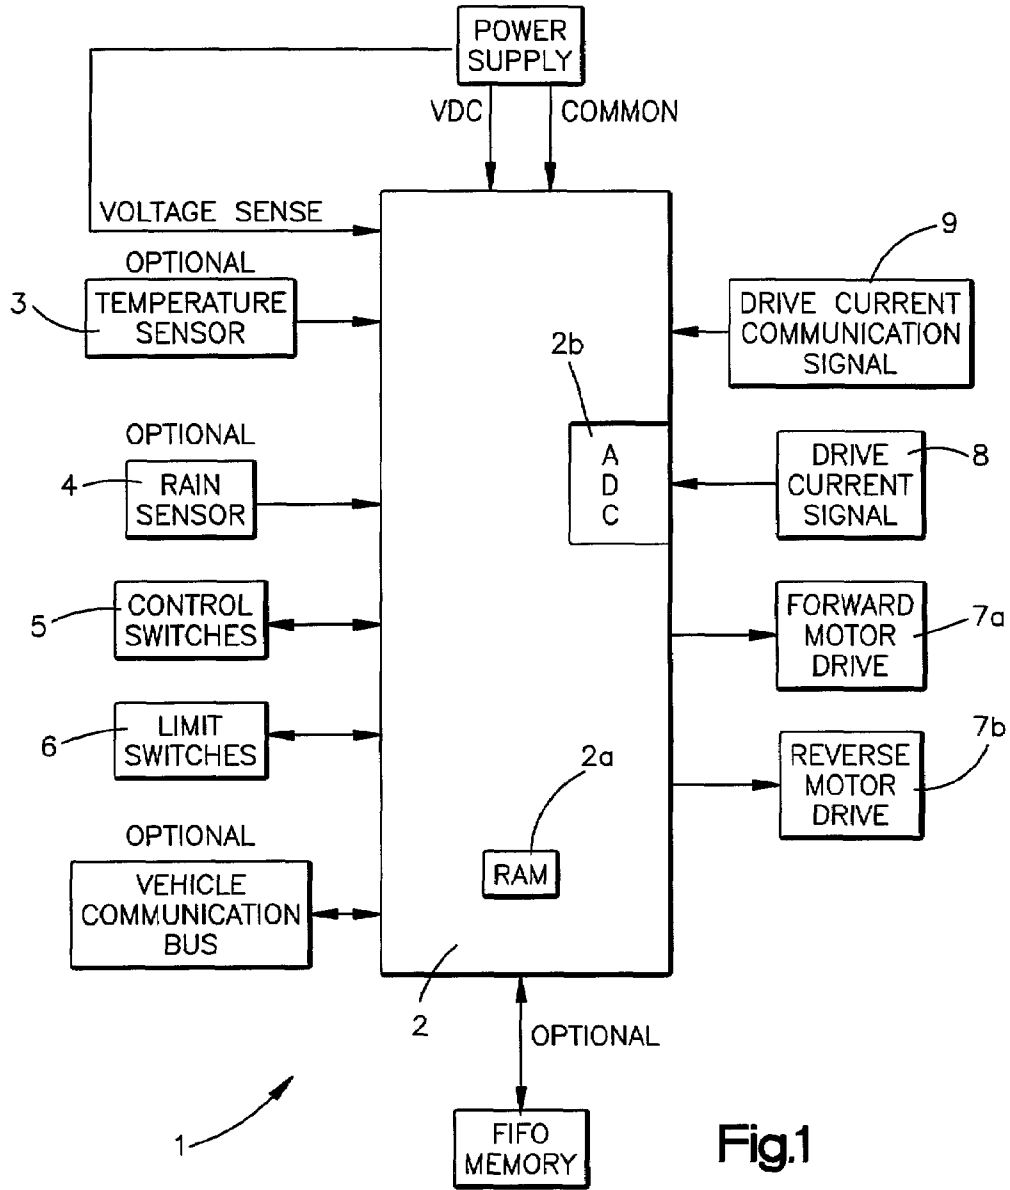 POWER
SUPPLY
VDC
COMMON
VOLTAGE SENSE
OPTIONAL
3
TEMPERATURE
SENSOR
9
DRIVE CURRENT
COMMUNICATION
SIGNAL
2b
A
D
C
OPTIONAL
4
RAIN
SENSOR
DRIVE
CURRENT
SIGNAL
8
5
CONTROL
SWITCHES
FORWARD
MOTOR
DRIVE
7a
6
LIMIT
SWITCHES
REVERSE
MOTOR
DRIVE
7b
2a
RAM
OPTIONAL
VEHICLE
COMMUNICATION
BUS
2
OPTIONAL
1
FIFO
MEMORY
Fig.1